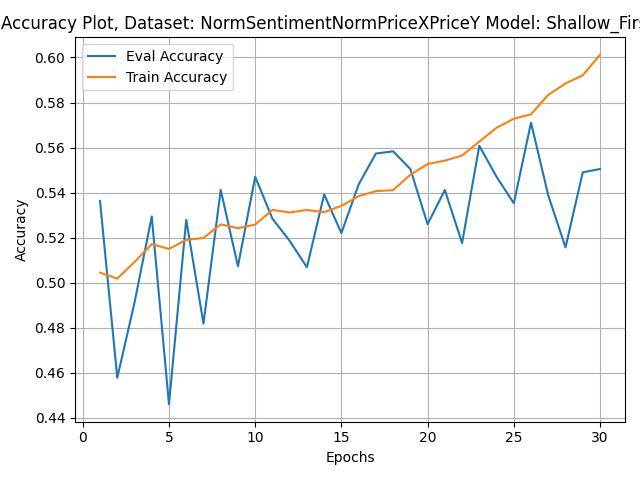 Accuracy Plot, Dataset: NormSentimentNormPriceXPriceY Model: Shallow_Firs
Eval Accuracy
Train Accuracy
Accuracy
0.60
0.58
0.56
0.54
0.52
0.50
0.48
0.46
0.44
0 5 10 15 20 25 30
Epochs